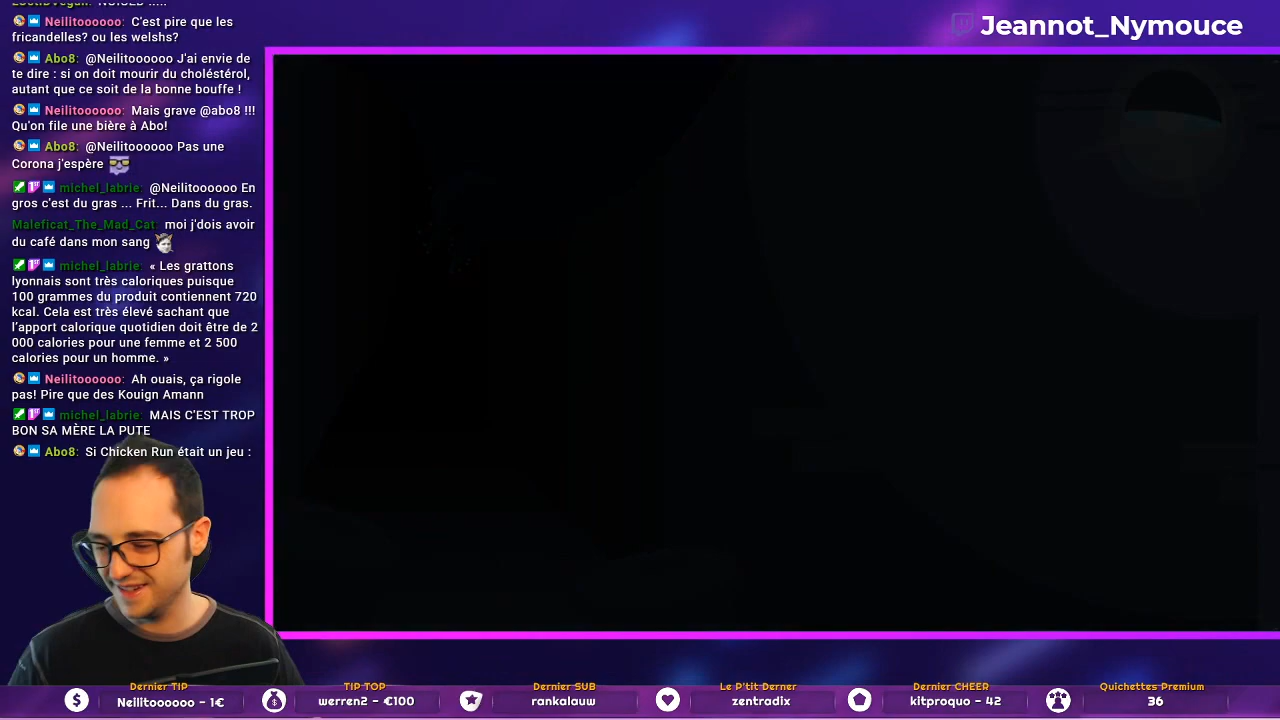 Neilitoooooo: C'est pire que les
fricandelles? ou les welshs?
Abo8: @Neilitoooooo J'ai envie de
te dire : si on doit mourir du choléstérol,
autant que ce soit de la bonne bouffe !
Neilitoooooo: Mais grave @abo8 !!!
Qu'on file une bière à Abo!
Abo8: @Neilitoooooo Pas une
Corona j'espère
michel_labrie: @Neilitoooooo En
gros c'est du gras ... Frit... Dans du gras.
Maleficat_The_Mad_Cat: moi j'dois avoir
du café dans mon sang
michel_labrie: « Les grattons
lyonnais sont très caloriques puisque
100 grammes du produit contiennent 720
kcal. Cela est très élevé sachant que
l'apport calorique quotidien doit être de 2
000 calories pour une femme et 2 500
calories pour un homme. »
Neilitoooooo: Ah ouais, ça rigole
pas! Pire que des Kouign Amann
michel_labrie: MAIS C'EST TROP
BON SA MÈRE LA PUTE
Abo8: Si Chicken Run était un jeu :
Jeannot_Nymouce
Dernier TIP
Neilitoooooo - 1€
TIP TOP
werren2 - €100
Dernier SUB
rankalauw
Le P'tit Derner
zentradix
Dernier CHEER
kitproquo - 42
Quichettes Premium
36